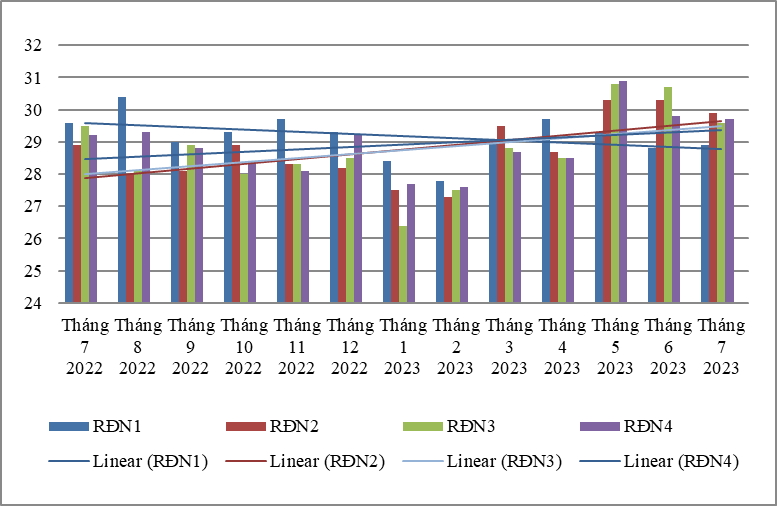 32
31
30
29
28
27
26
25
24
Tháng Tháng Tháng Tháng Tháng Tháng Tháng Tháng Tháng Tháng Tháng Tháng Tháng
7 8 9 10 11 12 1 2 3 4 5 6 7
2022 2022 2022 2022 2022 2022 2023 2023 2023 2023 2023 2023 2023
RĐN1 RĐN2 RĐN3 RĐN4
Linear (RĐN1) Linear (RĐN2) Linear (RĐN3) Linear (RĐN4)